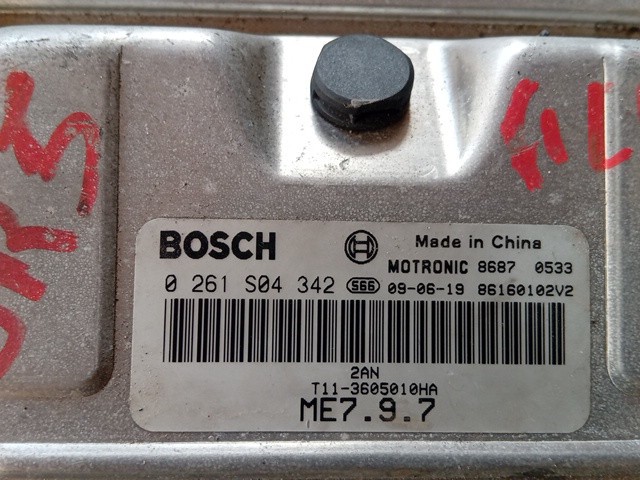 BOSCH Made in China
MOTRONIC 8687 0533
0 261 S04 342 S66 09-06-19 86160102V2
2AN
T11-3605010HA
ME7.9.7